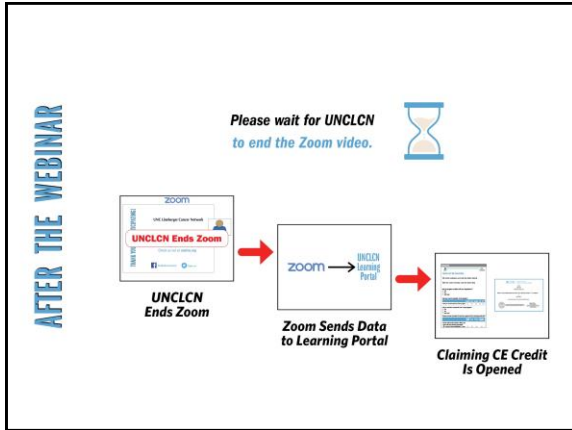 AFTER THE WEBINAR
Please wait for UNCLCN
to end the Zoom video.
zoom
UNC Lineberger Cancer Network
UNCLCN Ends Zoom
UNCLCN
Ends Zoom
zoom
UNCLCN
Learning
Portal
Zoom Sends Data
to Learning Portal
Claiming CE Credit
Is Opened